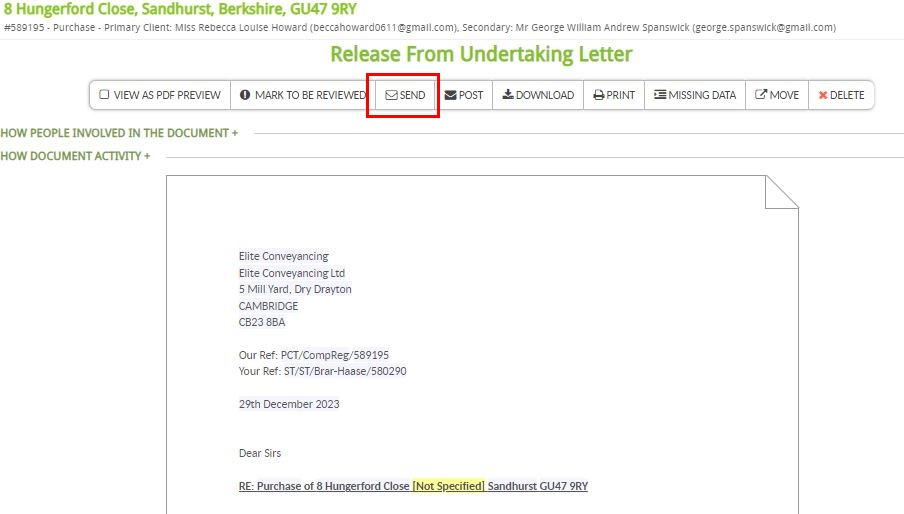 8 Hungerford Close, Sandhurst, Berkshire, GU47 9RY
#589195 - Purchase - Primary Client: Miss Rebecca Louise Howard (beccahoward0611@gmail.com), Secondary: Mr George William Andrew Spanswick (george.spanswick@gmail.com)
Release From Undertaking Letter
VIEW AS PDF PREVIEW MARK TO BE REVIEWED SEND POST DOWNLOAD PRINT MISSING DATA MOVE DELETE
HOW PEOPLE INVOLVED IN THE DOCUMENT +
HOW DOCUMENT ACTIVITY +
Elite Conveyancing
Elite Conveyancing Ltd
5 Mill Yard, Dry Drayton
CAMBRIDGE
CB23 8BA
Our Ref: PCT/CompReg/589195
Your Ref: ST/ST/Brar-Haase/580290
29th December 2023
Dear Sirs
RE: Purchase of 8 Hungerford Close [Not Specified] Sandhurst GU47 9RY